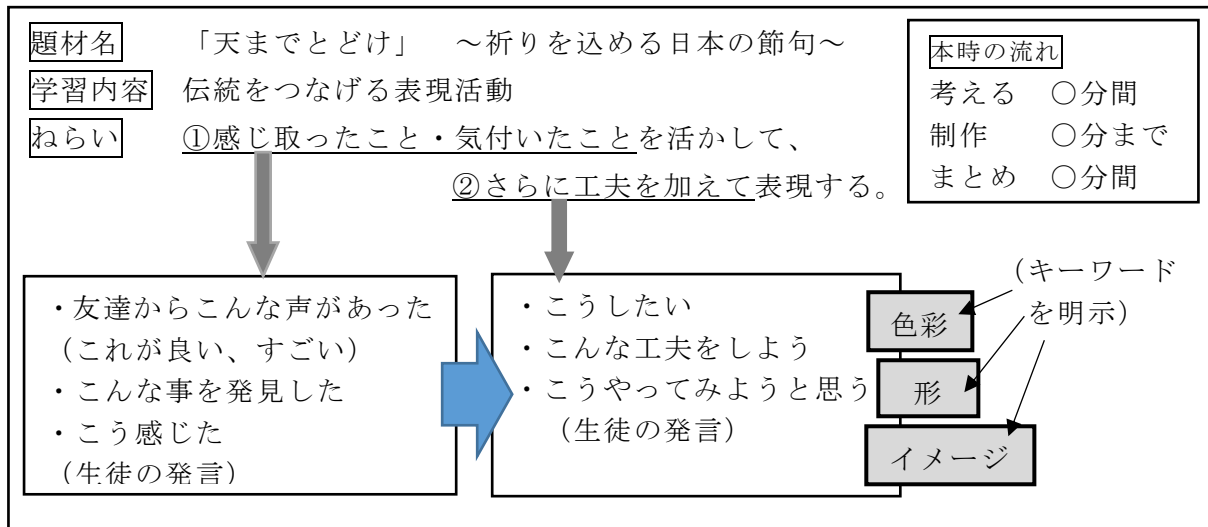 題材名 「天までとどけ」 ～祈りを込める日本の節句～
学習内容 伝統をつなげる表現活動
ねらい ①感じ取ったこと・気付いたことを活かして、
②さらに工夫を加えて表現する。
本時の流れ
考える ○分間
制作 ○分まで
まとめ ○分間
・友達からこんな声があった
（これが良い、すごい）
・こんな事を発見した
・こう感じた
（生徒の発言）
・こうしたい
・こんな工夫をしよう
・こうやってみようと思う
（生徒の発言）
色彩
形
イメージ
（キーワード
を明示）